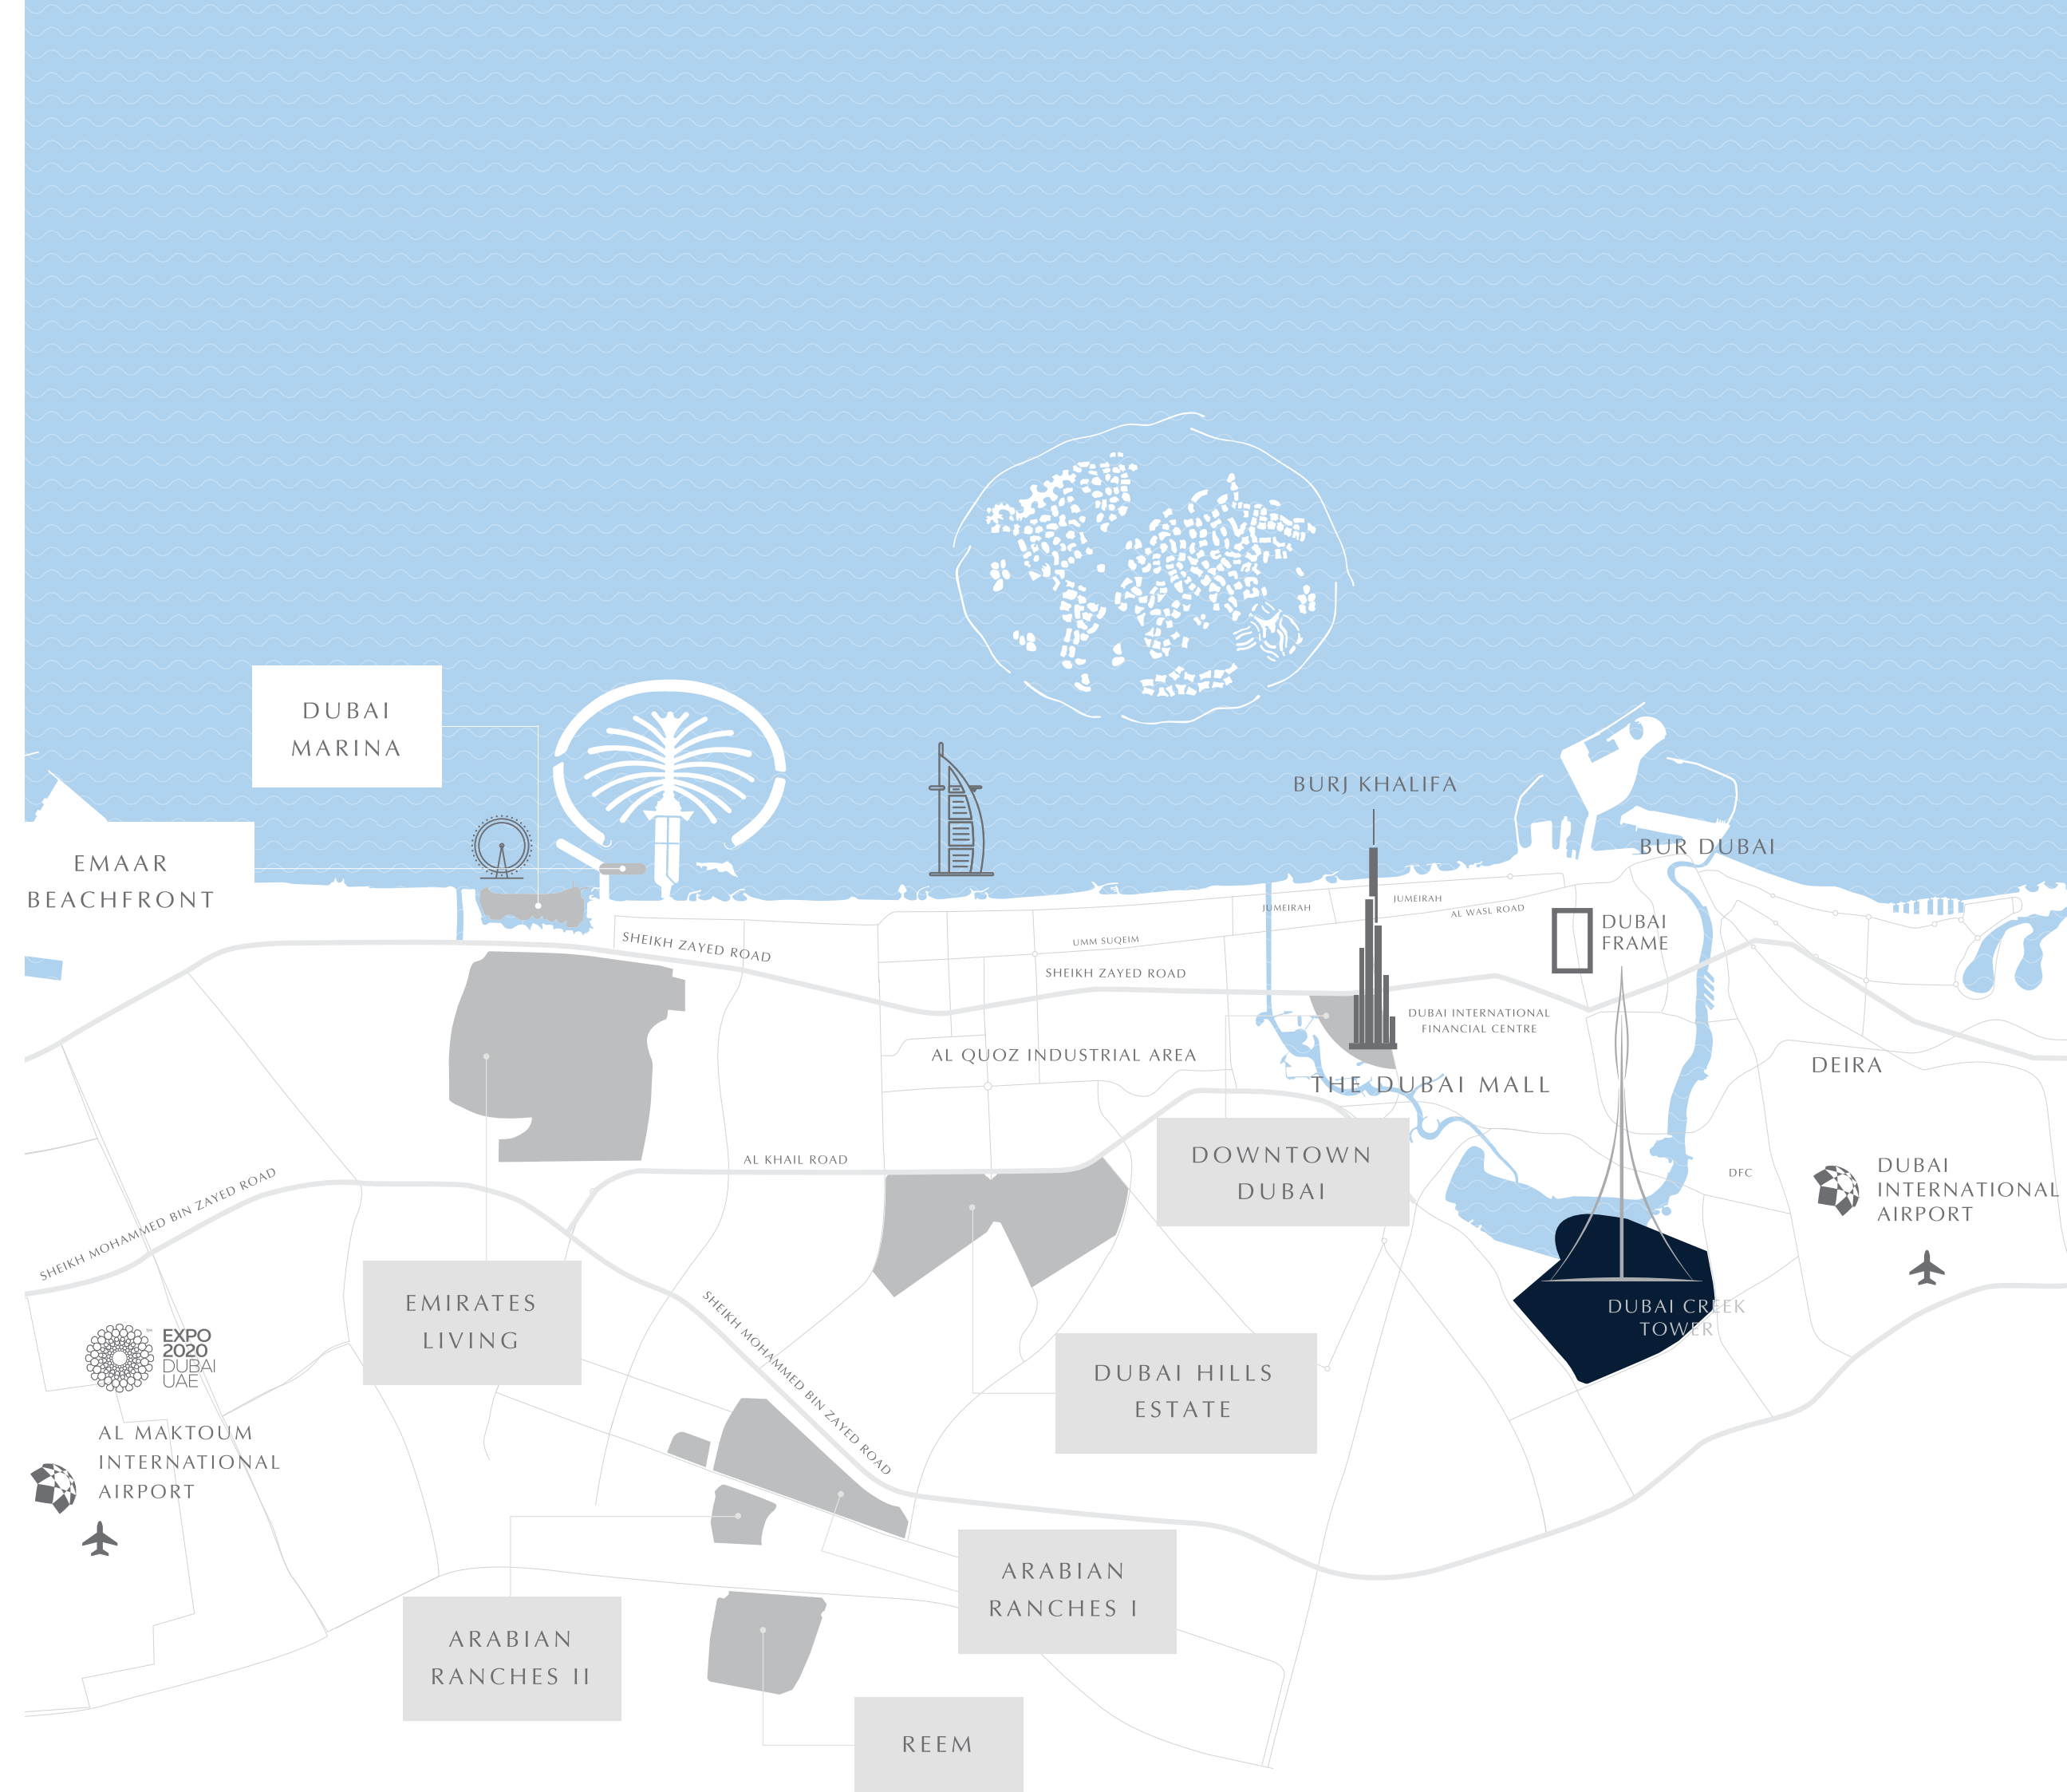 DUBAI
MARINA
BURJ KHALIFA
BUR DUBAI
EMAAR
BEACHFRONT
JUMEIRAH
JUMEIRAH
AL WASL ROAD
DUBAI
FRAME
SHEIKH ZAYED ROAD
UMM SUQEIM
SHEIKH ZAYED ROAD
DUBAI INTERNATIONAL
FINANCIAL CENTRE
AL QUOZ INDUSTRIAL AREA
THE DUBAI MALL
DEIRA
DOWNTOWN
DUBAI
AL KHAIL ROAD
DFC
DUBAI
INTERNATIONAL
AIRPORT
SHEIKH MOHAMMED BIN ZAYED ROAD
EMIRATES
LIVING
SHEIKH MOHAMMED BIN ZAYED ROAD
DUBAI CREEK
TOWER
EXPO
2020
DUBAI
UAE
™
DUBAI HILLS
ESTATE
AL MAKTOUM
INTERNATIONAL
AIRPORT
ARABIAN
RANCHES I
ARABIAN
RANCHES II
REEM